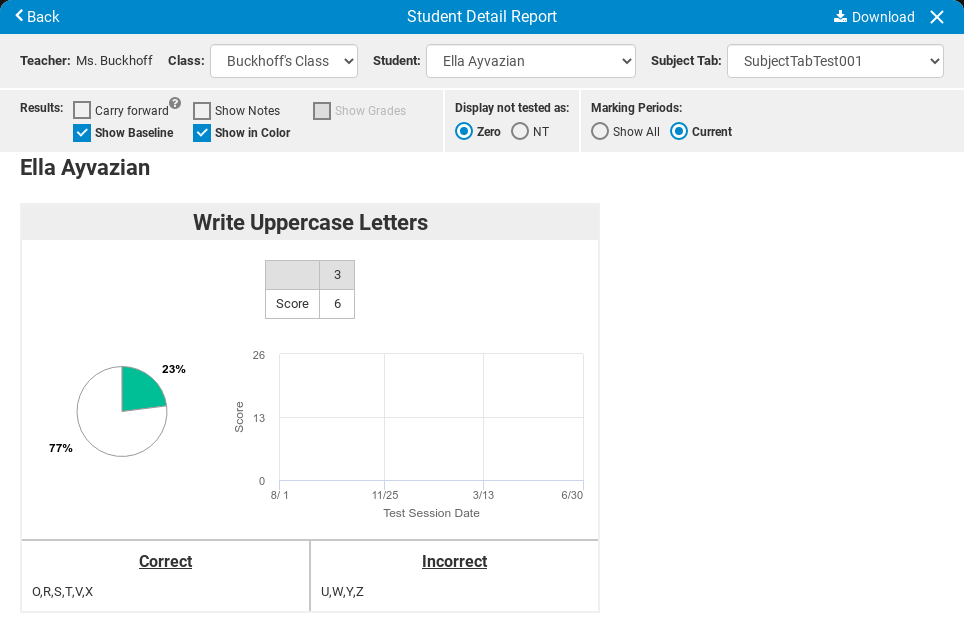 Back Student Detail Report Download
Teacher: Ms. Buckhoff Class: Buckhoff's Class Student: Ella Ayvazian Subject Tab: SubjectTabTest001
Results: Carry forward ? Show Notes Show Grades
Show Baseline Show in Color
Display not tested as:
Zero NT
Marking Periods:
Show All Current
Ella Ayvazian
Write Uppercase Letters
3
Score 6
23%
77%
26
13
0
Score
8/ 1 11/25 3/13 6/30
Test Session Date
Correct
O,R,S,T,V,X
Incorrect
U,W,Y,Z